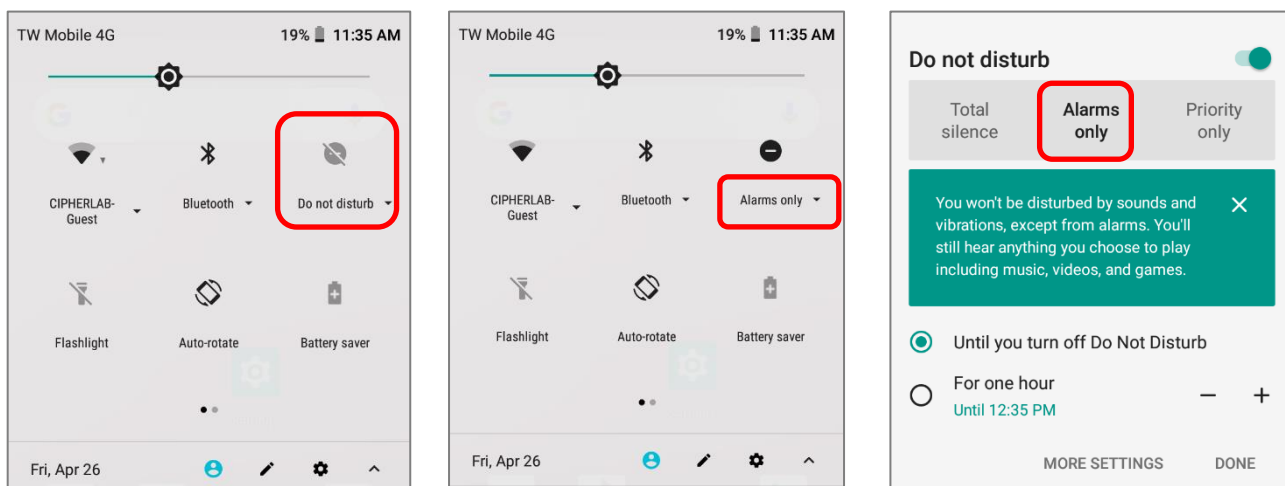 TW Mobile 4G 19% 11:35 AM
CIPHERLAB-
Guest
Bluetooth
Do not disturb
Flashlight
Auto-rotate
Battery saver
Fri, Apr 26
TW Mobile 4G 19% 11:35 AM
CIPHERLAB-
Guest
Bluetooth
Alarms only
Flashlight
Auto-rotate
Battery saver
Fri, Apr 26
Do not disturb
Total
silence
Alarms
only
Priority
only
You won't be disturbed by sounds and
vibrations, except from alarms. You'll
still hear anything you choose to play
including music, videos, and games.
Until you turn off Do Not Disturb
For one hour
Until 12:35 PM
MORE SETTINGS DONE